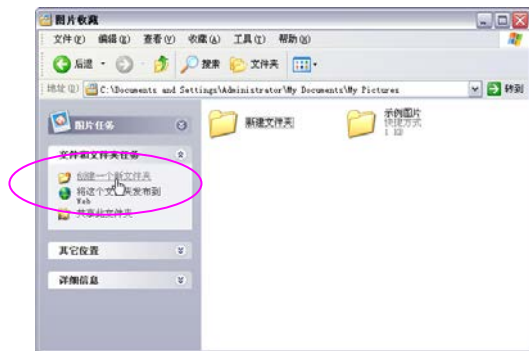 图片收藏
文件(F) 编辑(E) 查看(V) 收藏(A) 工具(T) 帮助(H)
后退 搜索 文件夹
地址(D) C:\Documents and Settings\Administrator\My Documents\My Pictures 转到
图片任务
文件和文件夹任务
创建一个新文件夹
将这个文件夹发布到
Web
共享此文件夹
其它位置
详细信息
新建文件夹
示例图片
快捷方式
1 KB